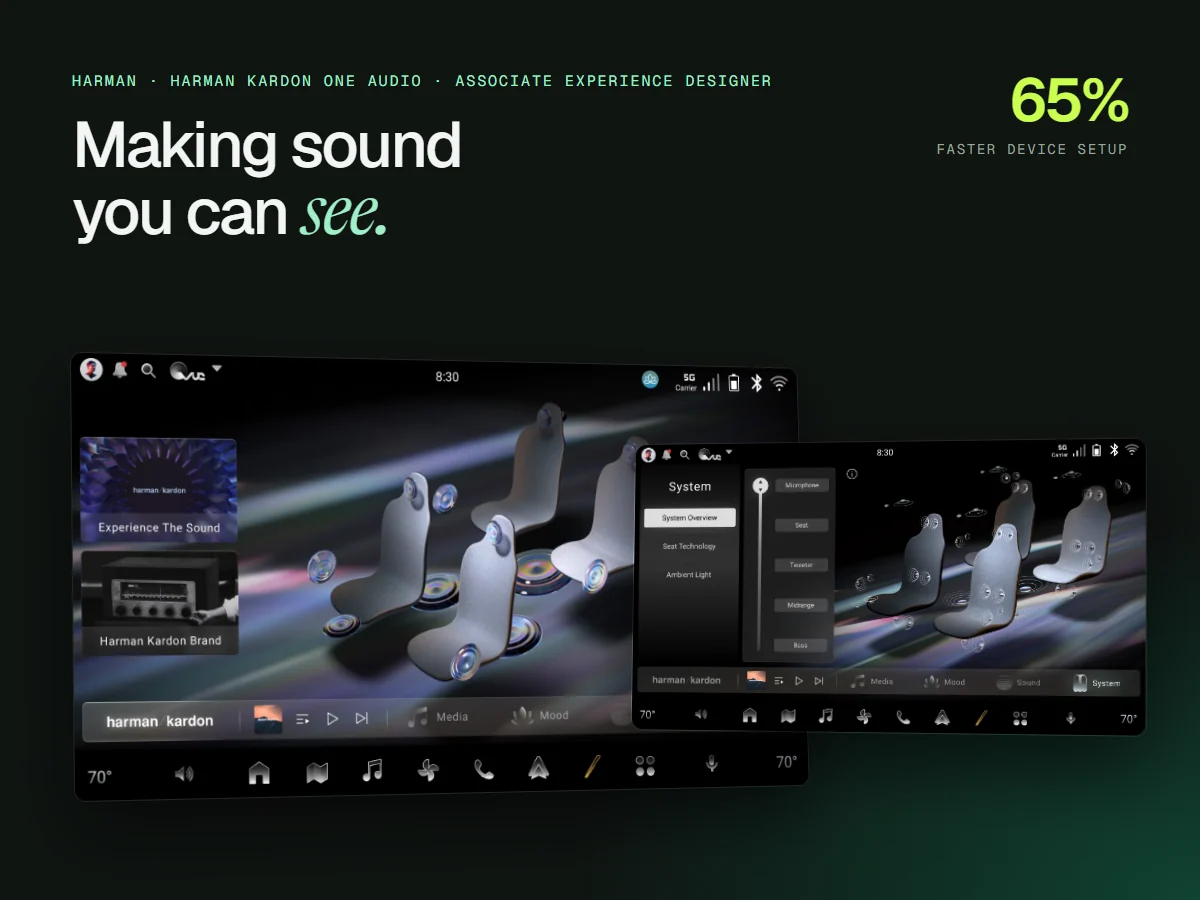 HARMAN · HARMAN KARDON ONE AUDIO · ASSOCIATE EXPERIENCE DESIGNER
65%
FASTER DEVICE SETUP
Making sound
you can see.
8:30
5G
Carrier
harman/kardon
Experience The Sound
Harman Kardon Brand
harman/kardon
Media
Mood
70°
70°
8:30
5G
Carrier
System
System Overview
Seat Technology
Ambient Light
Microphone
Seat
Tweeter
Midrange
Bass
harman/kardon
Media
Mood
Sound
System
70°
70°